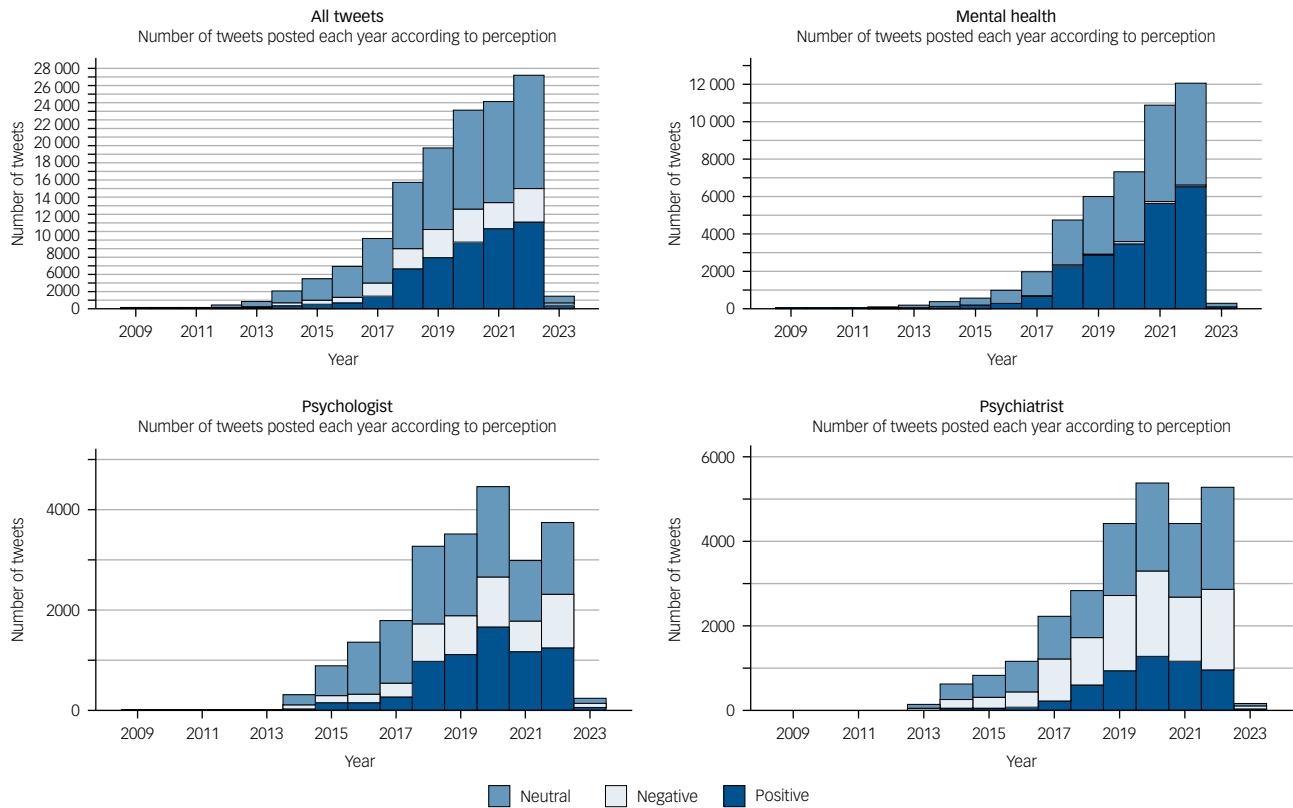 All tweets
Number of tweets posted each year according to perception
Number of tweets
28 000
26 000
24 000
22 000
20 000
18 000
16 000
14 000
12 000
10 000
8000
6000
2000
0
2009 2011 2013 2015 2017 2019 2021 2023
Year
Mental health
Number of tweets posted each year according to perception
Number of tweets
12 000
10 000
8000
6000
4000
2000
0
2009 2011 2013 2015 2017 2019 2021 2023
Year
Psychologist
Number of tweets posted each year according to perception
Number of tweets
4000
2000
0
2009 2011 2013 2015 2017 2019 2021 2023
Year
Psychiatrist
Number of tweets posted each year according to perception
Number of tweets
6000
4000
2000
0
2009 2011 2013 2015 2017 2019 2021 2023
Year
Neutral Negative Positive